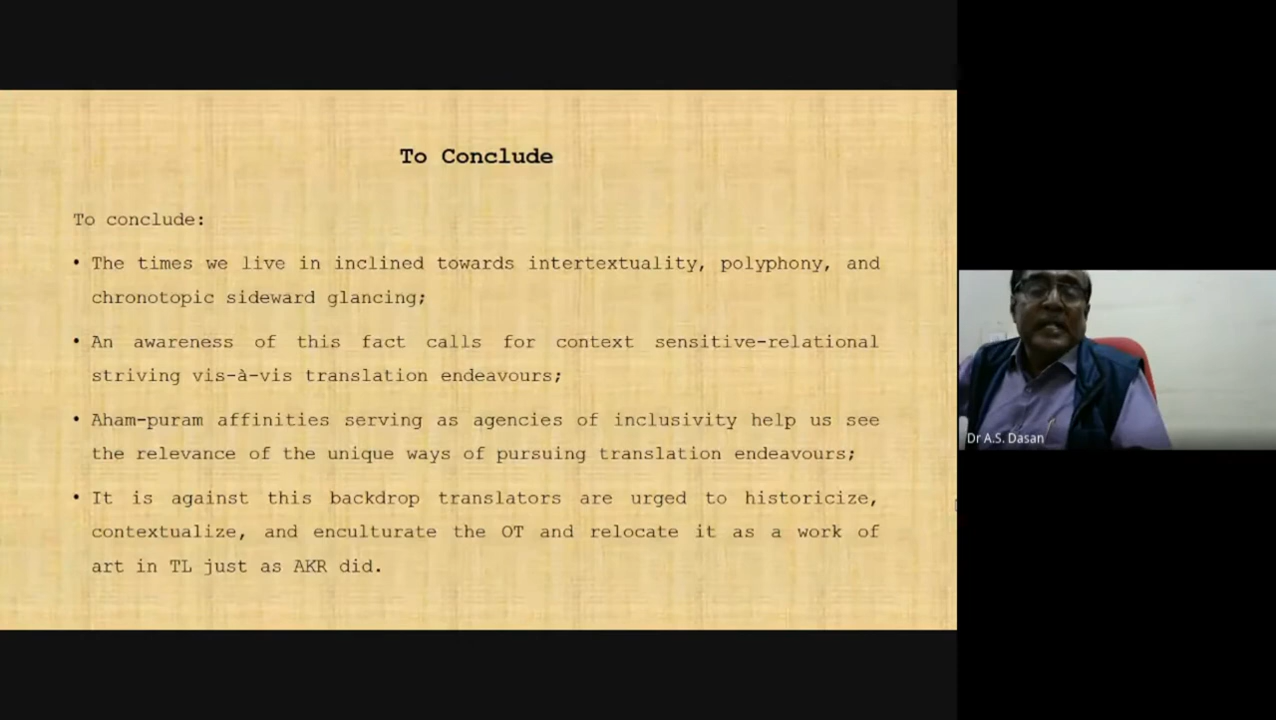 To Conclude
To conclude:
• The times we live in inclined towards intertextuality, polyphony, and
chronotopic sideward glancing;
• An awareness of this fact calls for context sensitive-relational
striving vis-à-vis translation endeavours;
• Aham-puram affinities serving as agencies of inclusivity help us see
the relevance of the unique ways of pursuing translation endeavours;
• It is against this backdrop translators are urged to historicize,
contextualize, and enculturate the OT and relocate it as a work of
art in TL just as AKR did.
Dr A.S. Dasan